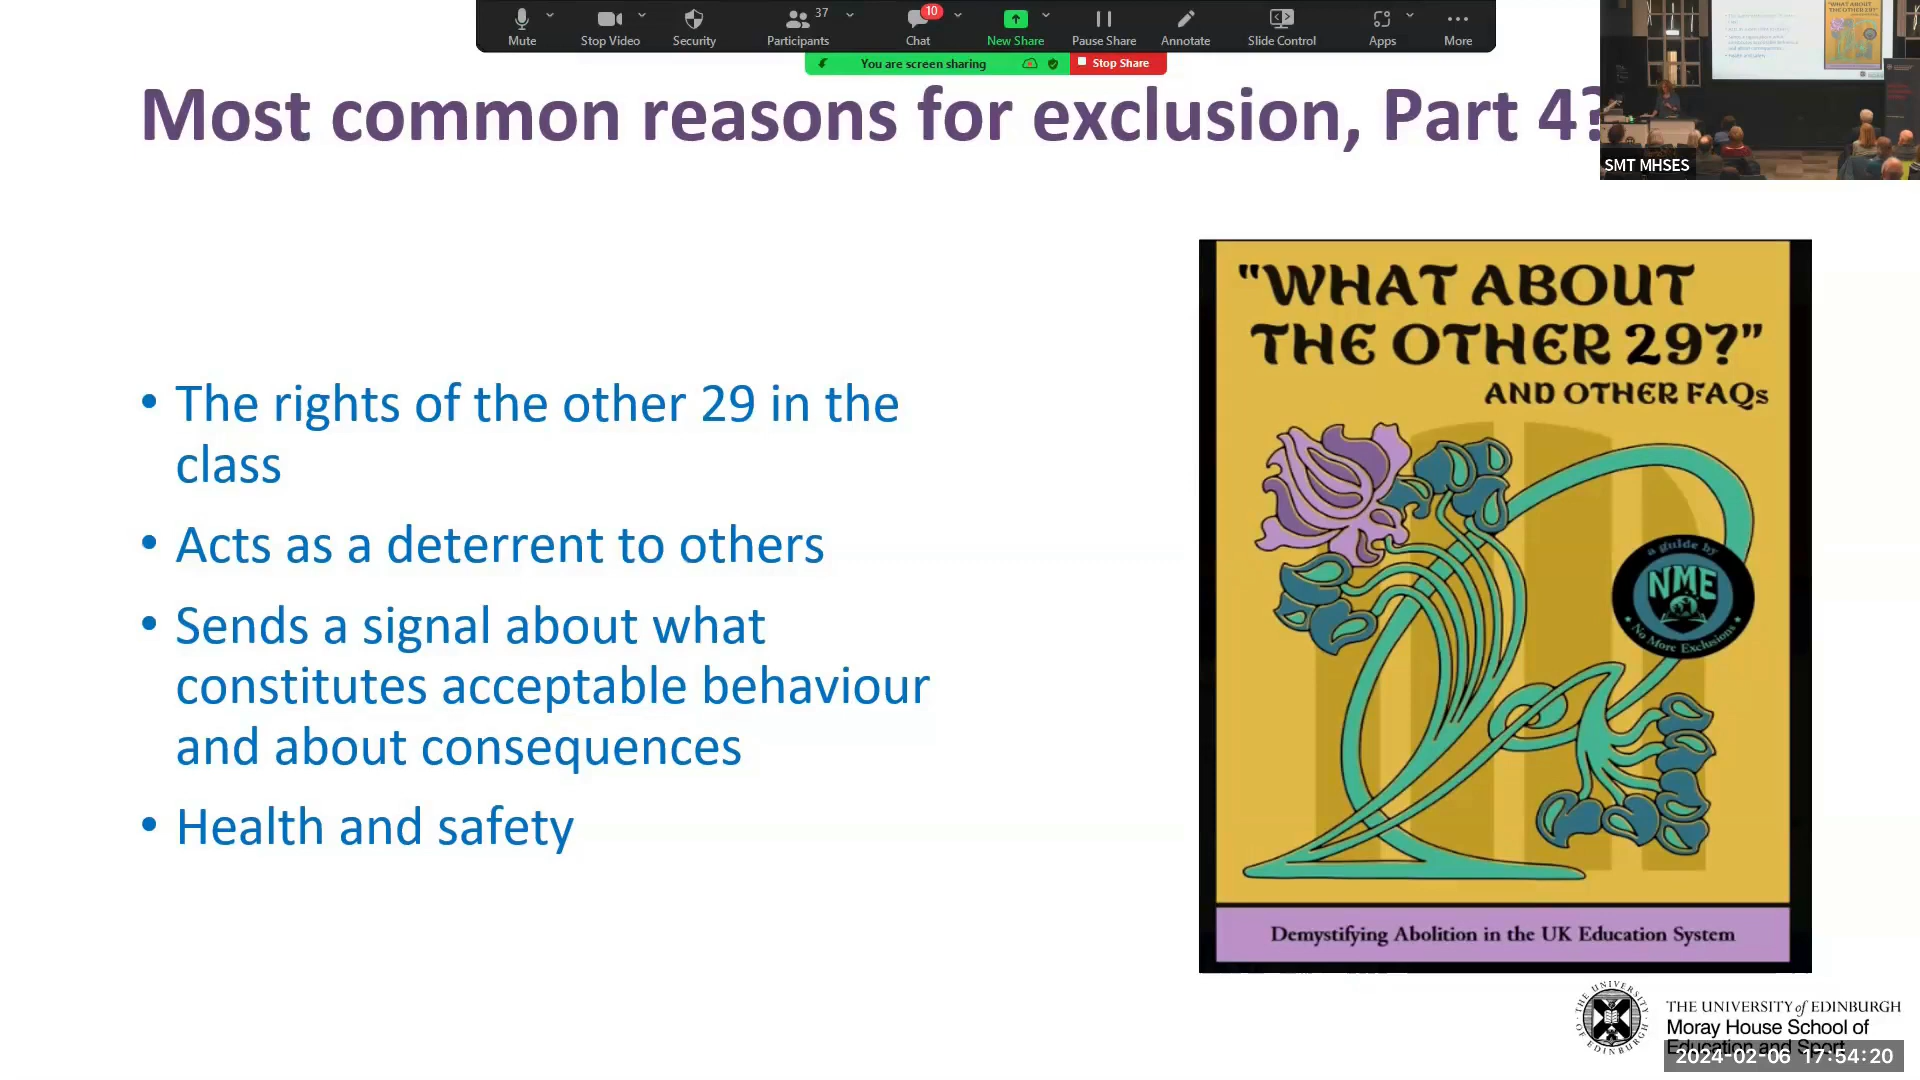 Mute
Stop Video
Security
Participants
37
Chat
10
New Share
Pause Share
Annotate
Slide Control
Apps
More
You are screen sharing
Stop Share
Most common reasons for exclusion, Part 4?
SMT MHSES
• The rights of the other 29 in the
class
• Acts as a deterrent to others
• Sends a signal about what
constitutes acceptable behaviour
and about consequences
• Health and safety
"WHAT ABOUT
THE OTHER 29?"
AND OTHER FAQs
a guide by
NME
No More Exclusions
Demystifying Abolition in the UK Education System
THE UNIVERSITY of EDINBURGH
THE UNIVERSITY of EDINBURGH
Moray House School of
Education and Sport
2024-02-06 17:54:20